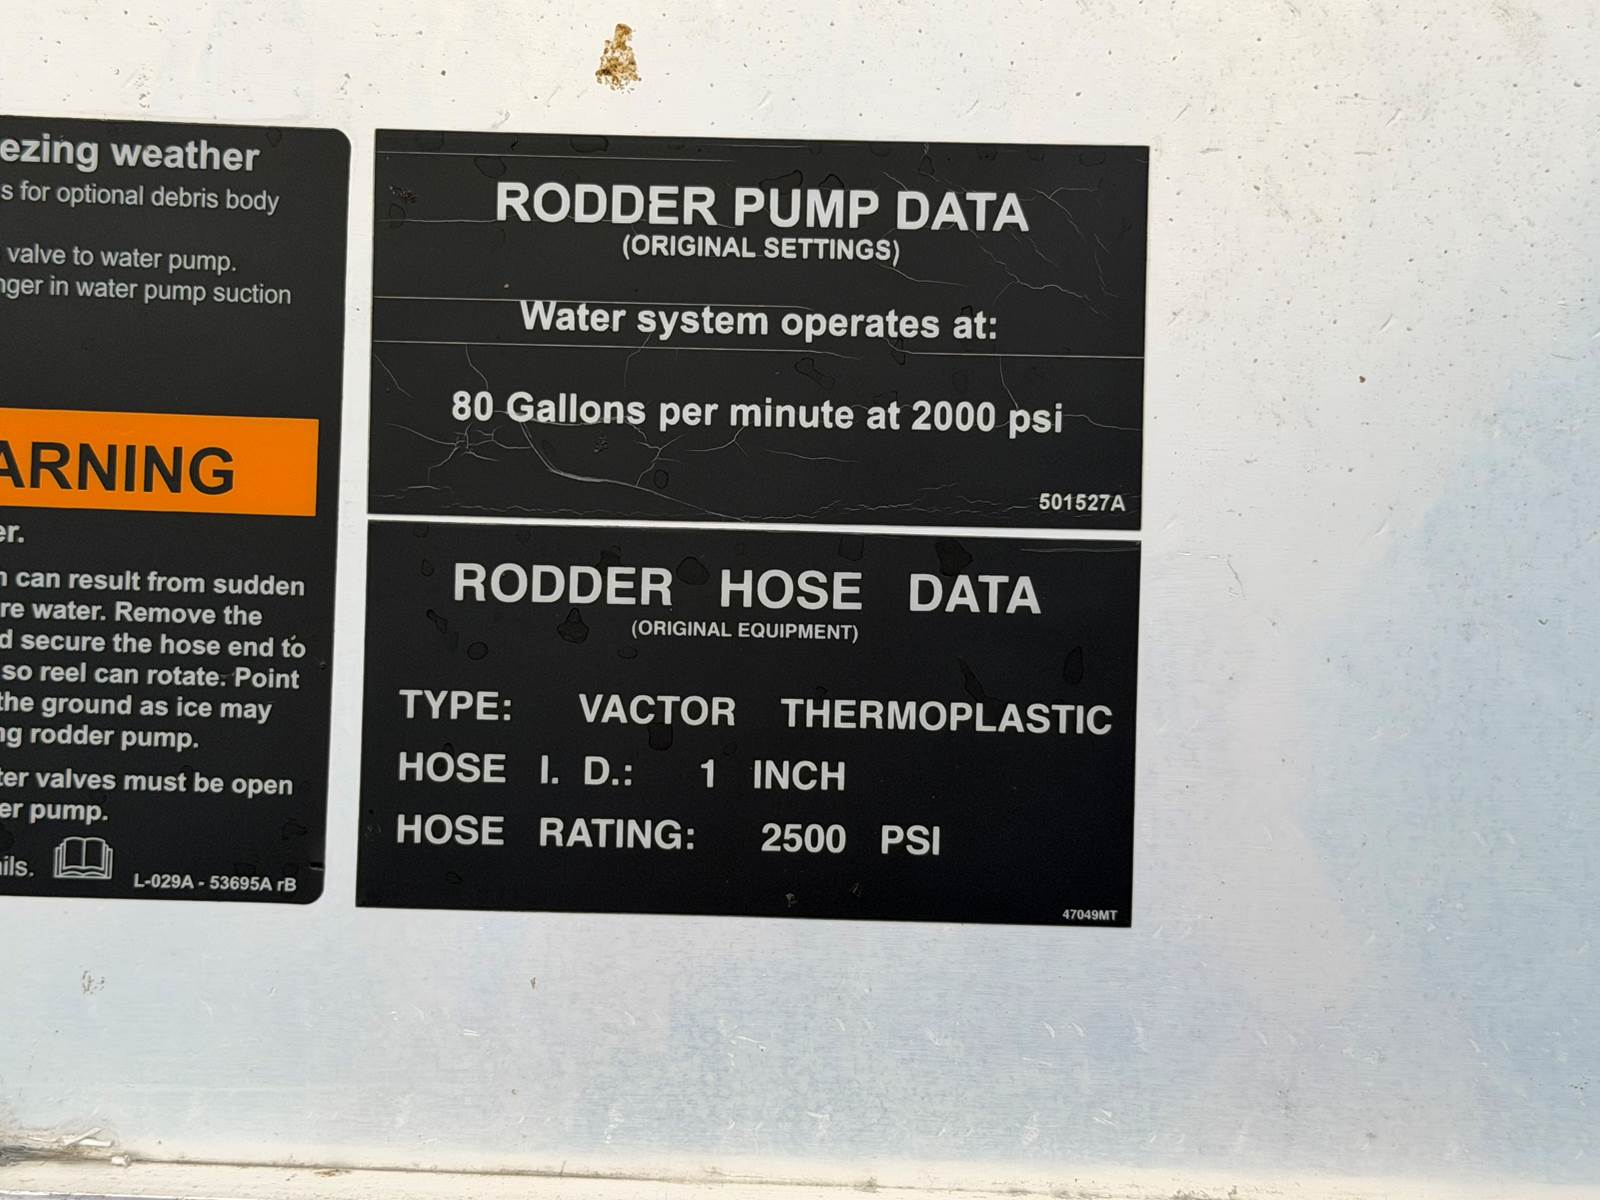 ezing weather
s for optional debris body
valve to water pump.
nger in water pump suction
ARNING
er.
n can result from sudden
re water. Remove the
d secure the hose end to
so reel can rotate. Point
the ground as ice may
ng rodder pump.
ter valves must be open
er pump.
ils.
L-029A - 53695A rB
RODDER PUMP DATA
(ORIGINAL SETTINGS)
Water system operates at:
80 Gallons per minute at 2000 psi
501527A
RODDER HOSE DATA
(ORIGINAL EQUIPMENT)
TYPE: VACTOR THERMOPLASTIC
HOSE I. D.: 1 INCH
HOSE RATING: 2500 PSI
47049MT